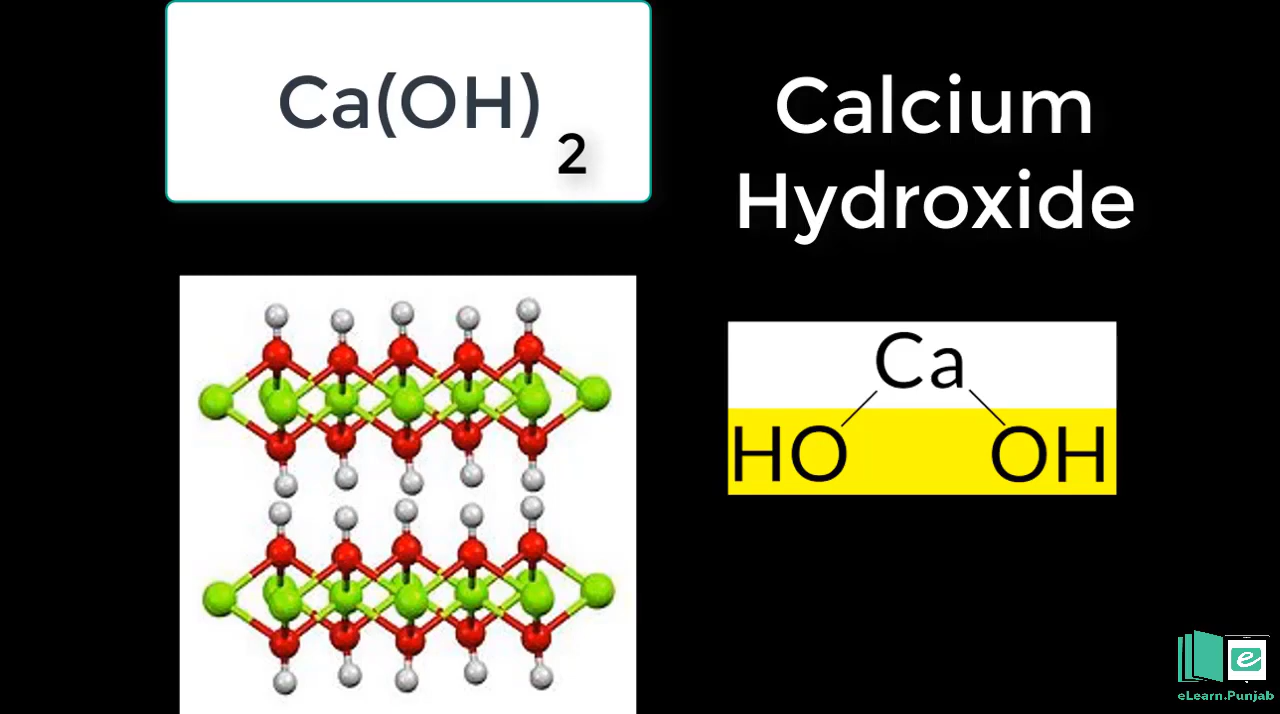 Ca(OH)
2
Calcium
Hydroxide
Ca
HO OH
e
eLearn.Punjab